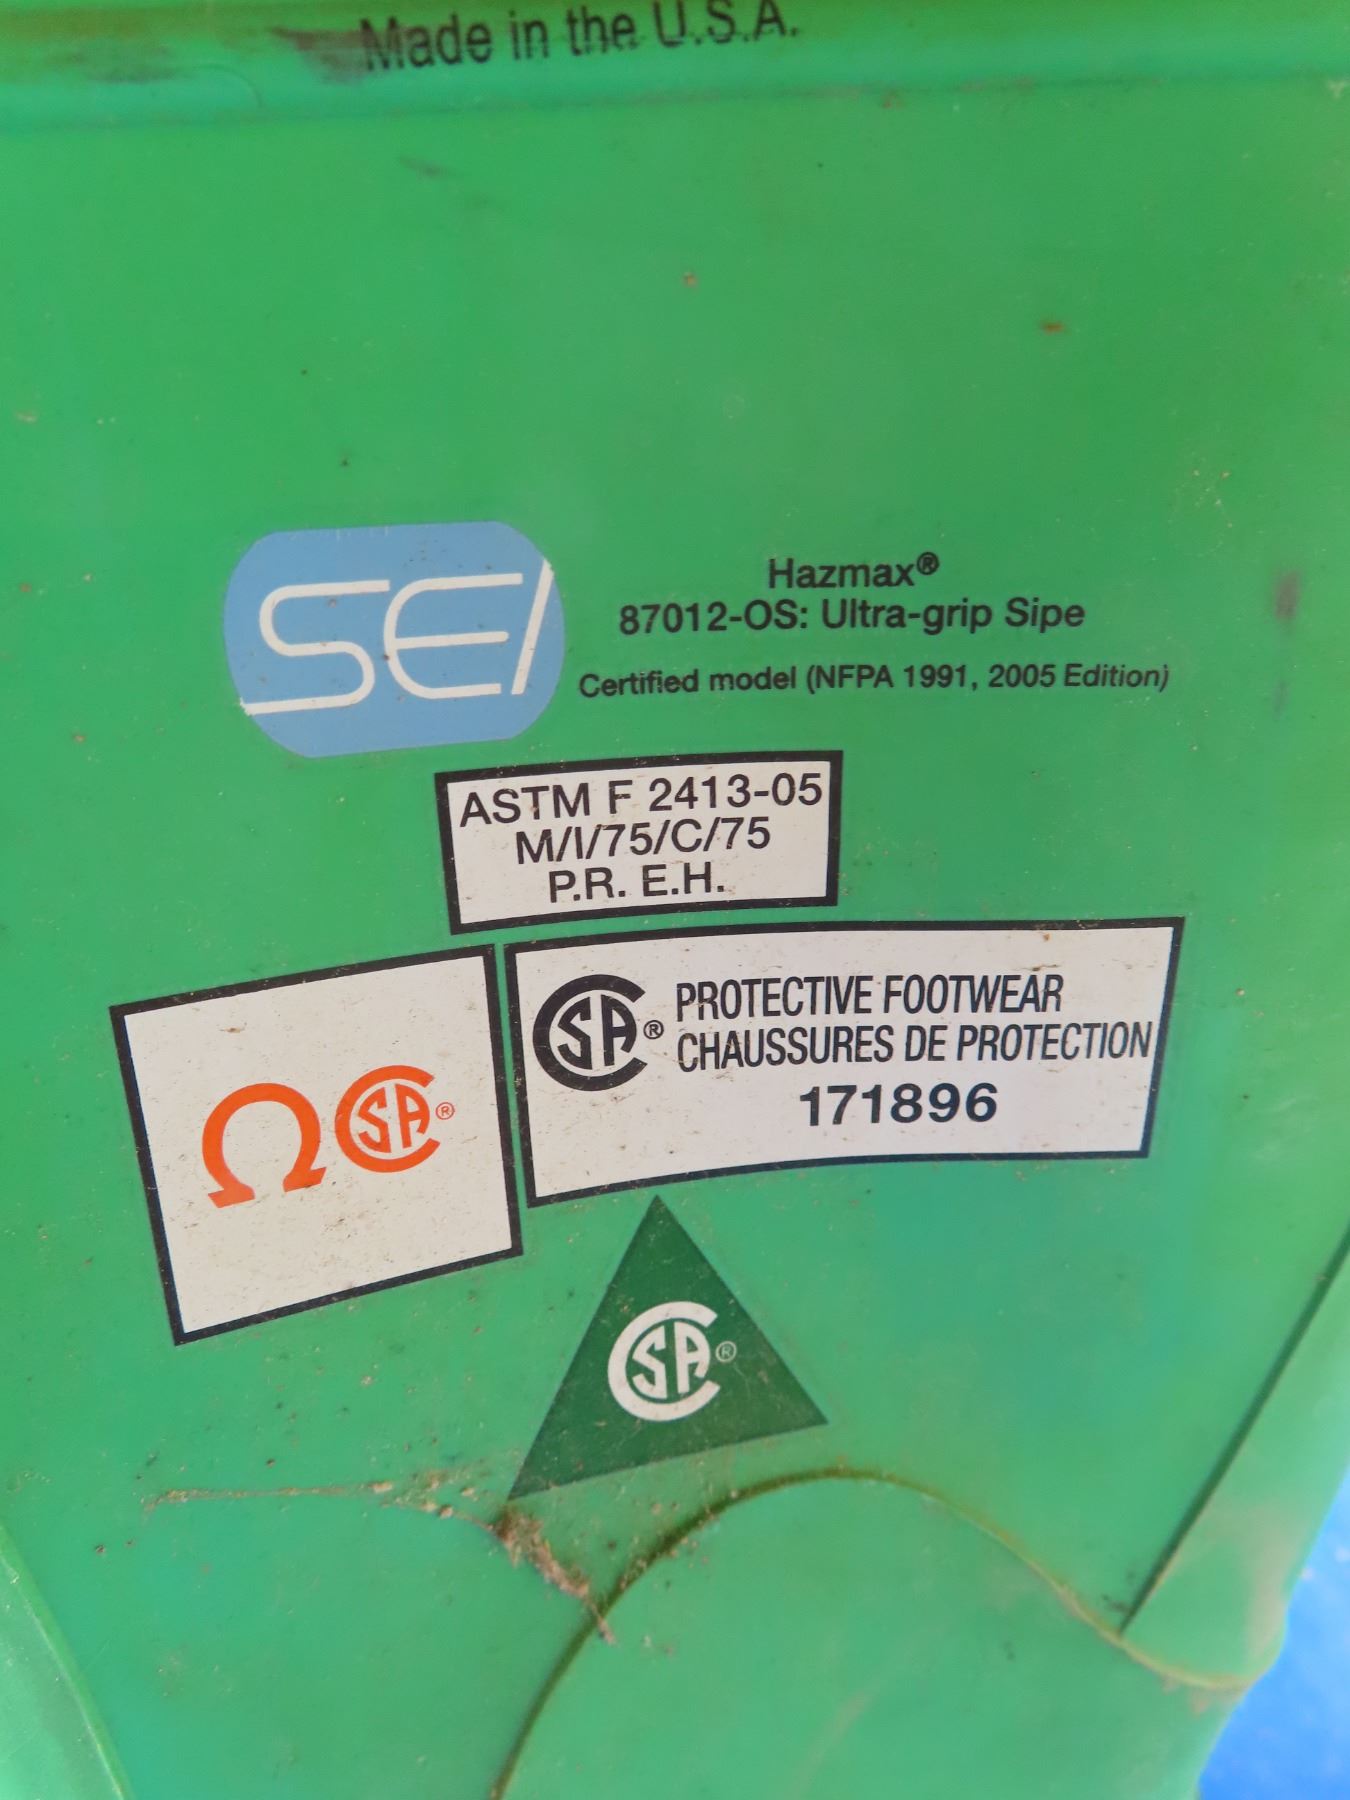 Made in the U.S.A.
SEI
Hazmax®
87012-OS: Ultra-grip Sipe
Certified model (NFPA 1991, 2005 Edition)
ASTM F 2413-05
M/I/75/C/75
P.R. E.H.
Ω CSA®
CSA® PROTECTIVE FOOTWEAR
CHAUSSURES DE PROTECTION
171896
CSA®